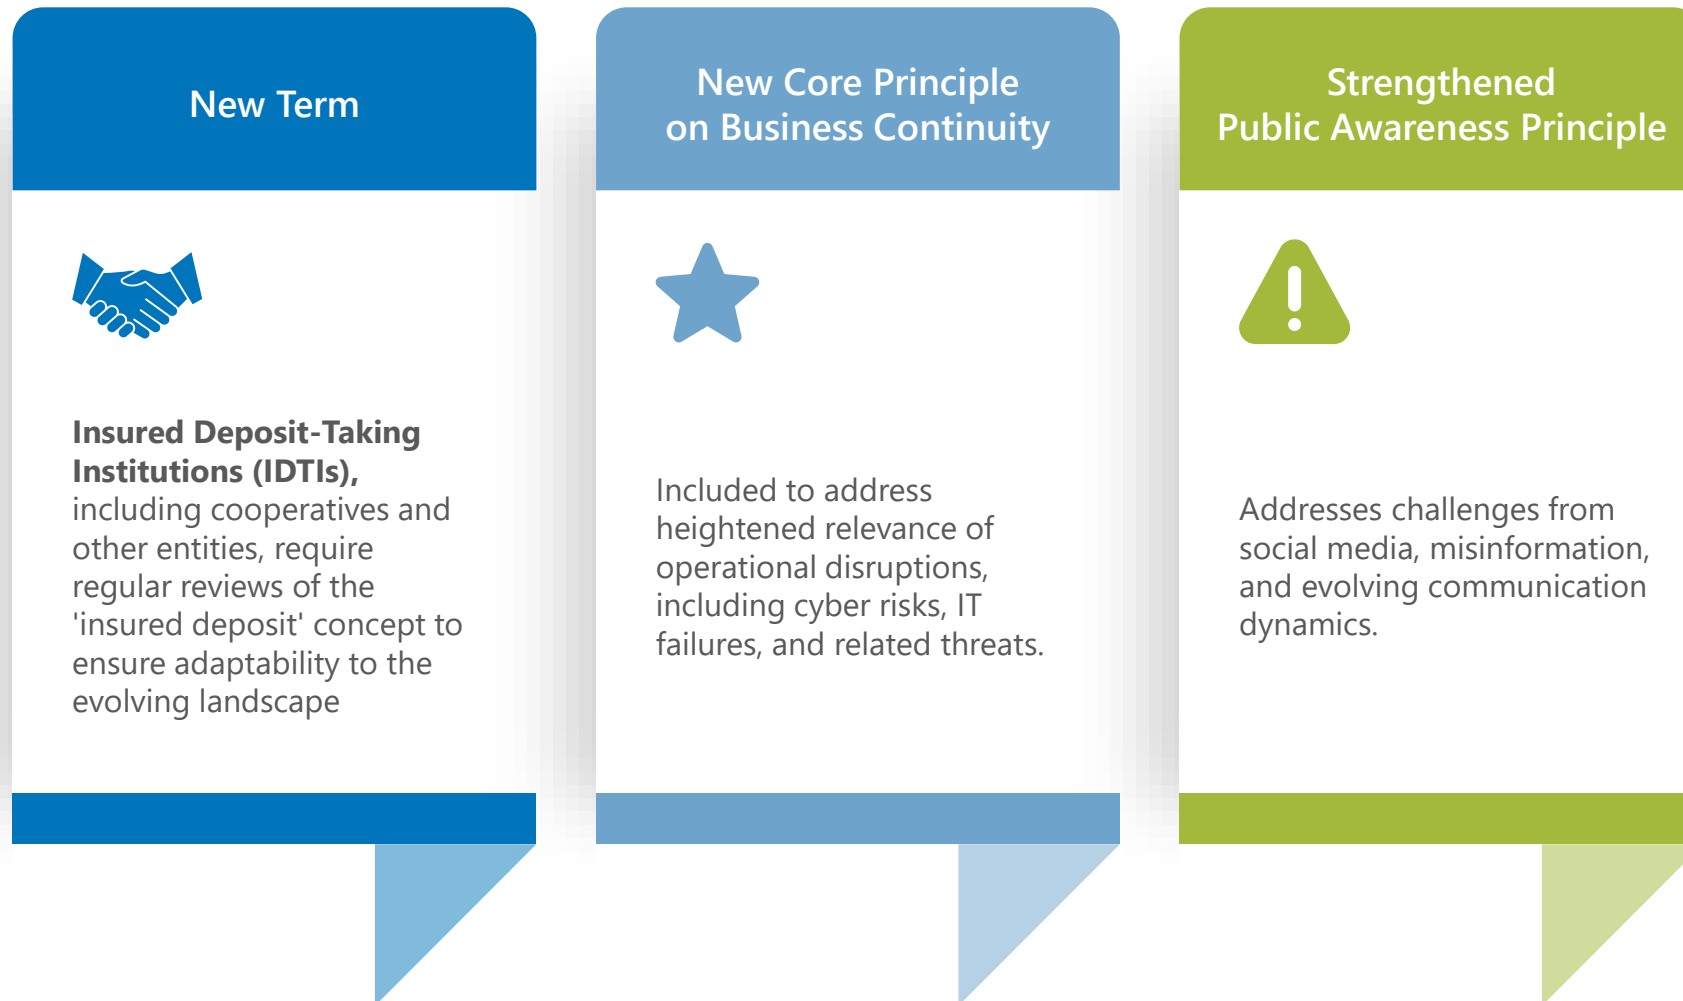 New Term
Insured Deposit-Taking
Institutions (IDTIs),
including cooperatives and
other entities, require
regular reviews of the
'insured deposit' concept to
ensure adaptability to the
evolving landscape
New Core Principle
on Business Continuity
Included to address
heightened relevance of
operational disruptions,
including cyber risks, IT
failures, and related threats.
Strengthened
Public Awareness Principle
Addresses challenges from
social media, misinformation,
and evolving communication
dynamics.